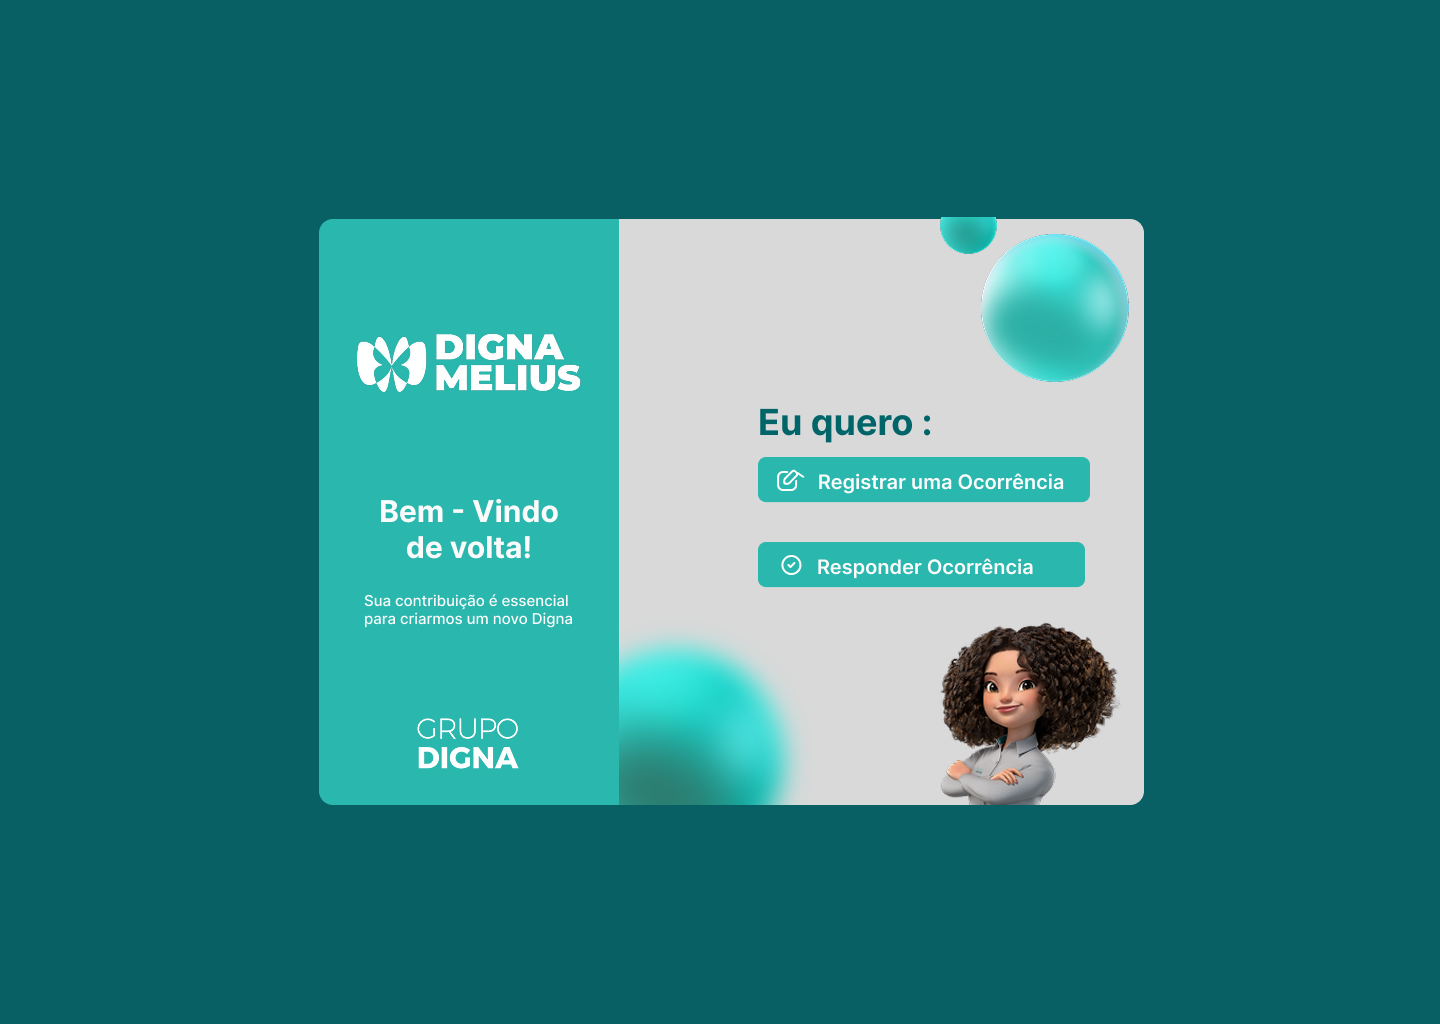 DIGNA
MELIUS
Bem - Vindo
de volta!
Sua contribuição é essencial
para criarmos um novo Digna
GRUPO
DIGNA
Eu quero :
Registrar uma Ocorrência
Responder Ocorrência